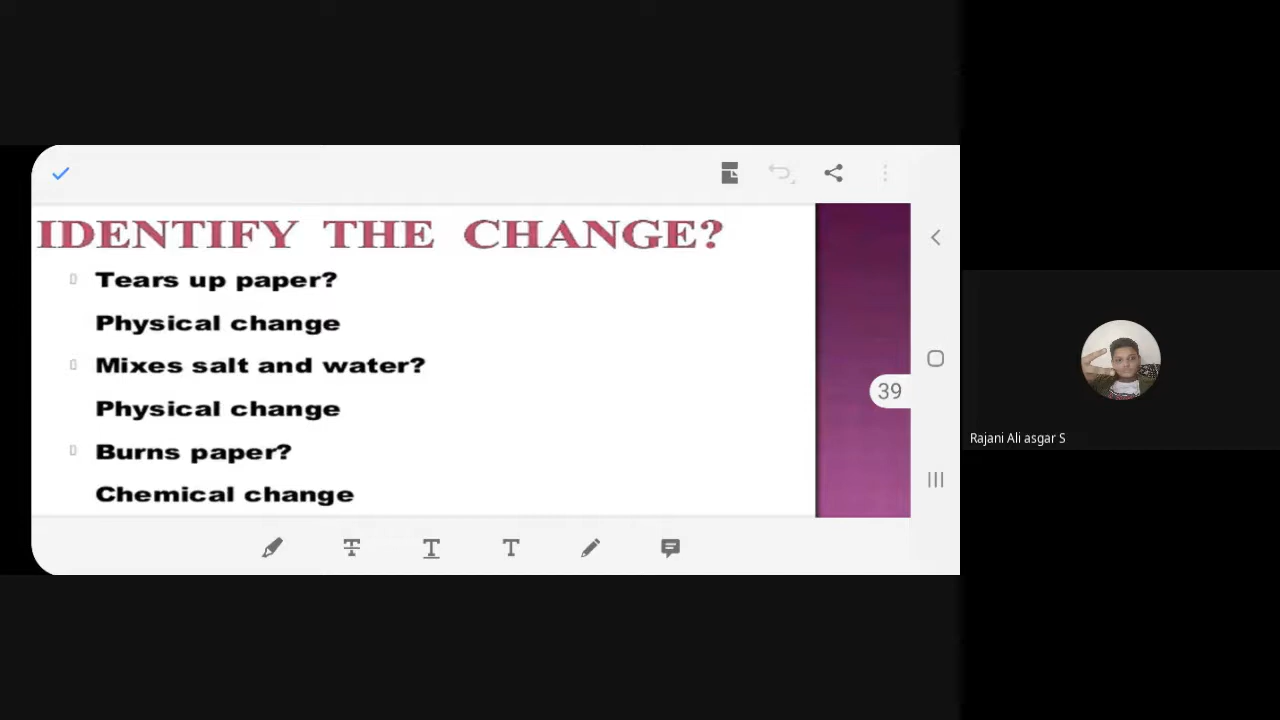 IDENTIFY THE CHANGE?
Tears up paper?
Physical change
Mixes salt and water?
Physical change
Burns paper?
Chemical change
39
Rajani Ali asgar S